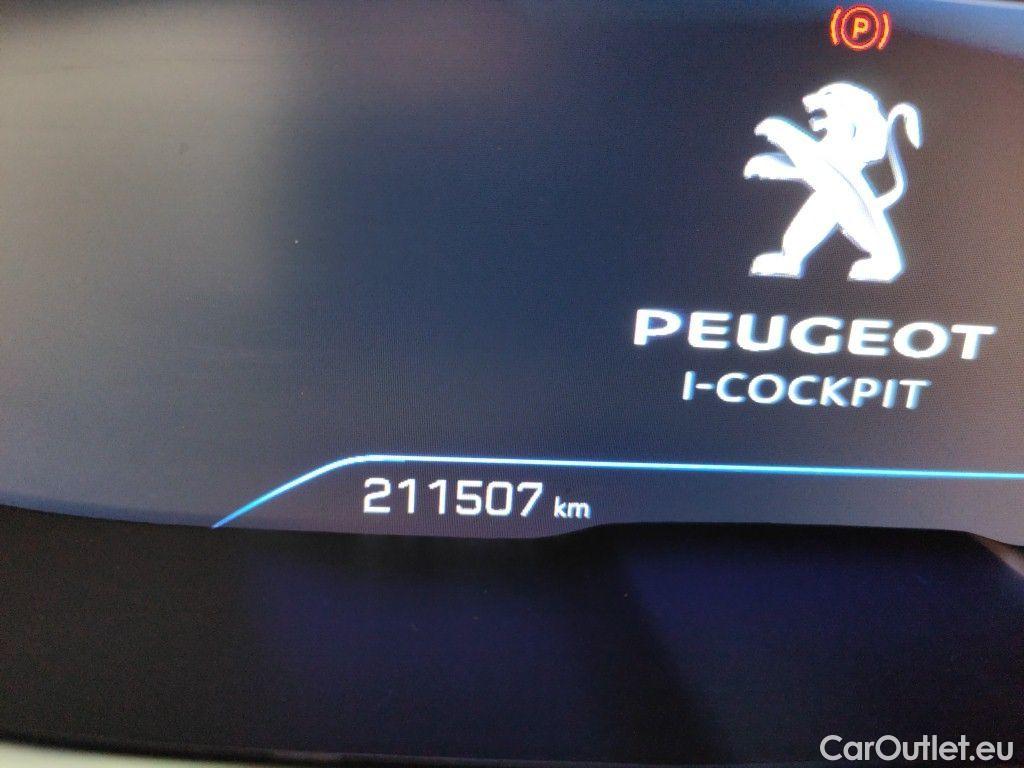 P
PEUGEOT
I-COCKPIT
211507 km
CarOutlet.eu